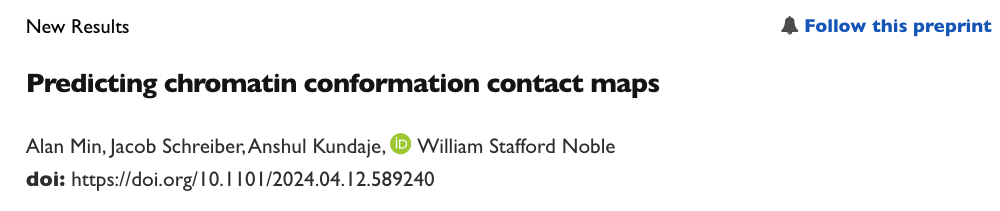 New Results
Follow this preprint
Predicting chromatin conformation contact maps
Alan Min, Jacob Schreiber, Anshul Kundaje, iD William Stafford Noble
doi: https://doi.org/10.1101/2024.04.12.589240